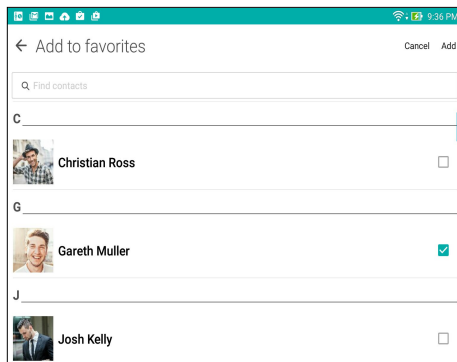 9:36 PM
Add to favorites
Cancel Add
Find contacts
C
Christian Ross
G
Gareth Muller
J
Josh Kelly